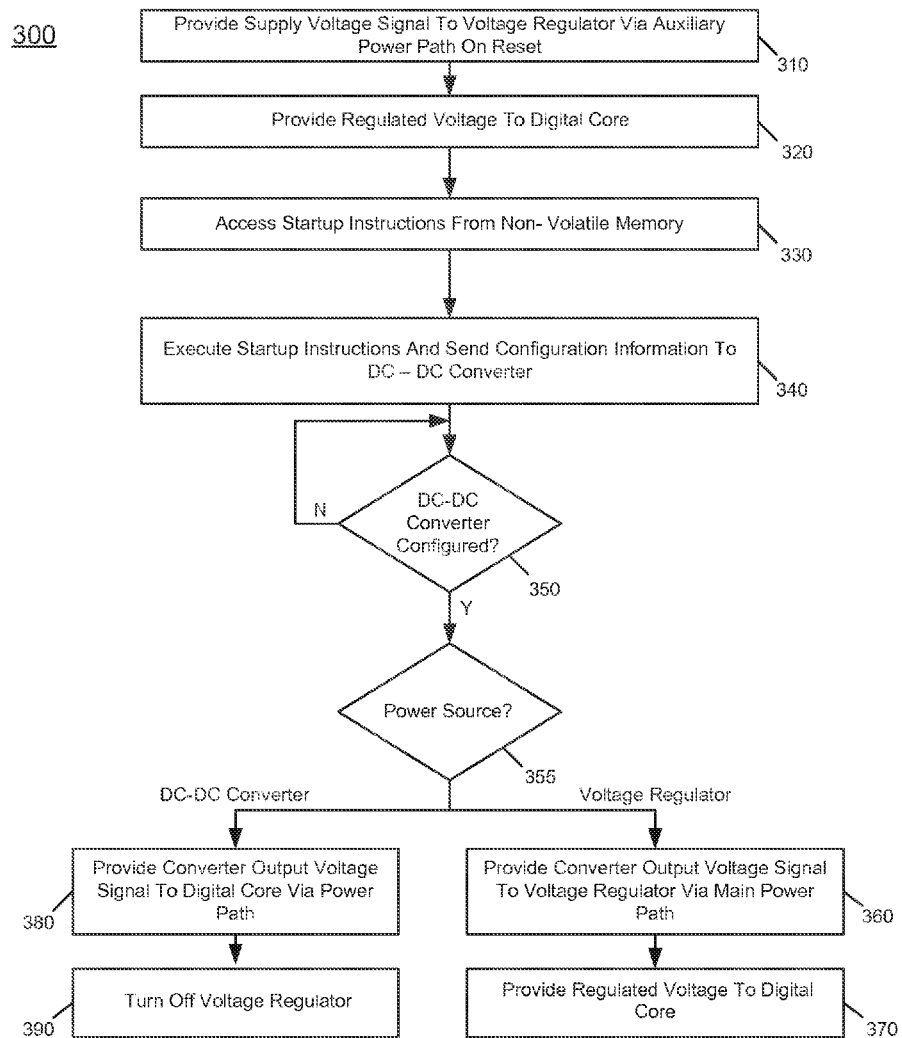 300
Provide Supply Voltage Signal To Voltage Regulator Via Auxiliary
Power Path On Reset
310
Provide Regulated Voltage To Digital Core
320
Access Startup Instructions From Non- Volatile Memory
330
Execute Startup Instructions And Send Configuration Information To
DC – DC Converter
340
DC-DC
Converter
Configured?
N
350
Y
Power Source?
355
DC-DC Converter
Voltage Regulator
Provide Converter Output Voltage
Signal To Digital Core Via Power
Path
380
Provide Converter Output Voltage Signal
To Voltage Regulator Via Main Power
Path
360
Turn Off Voltage Regulator
390
Provide Regulated Voltage To Digital
Core
370